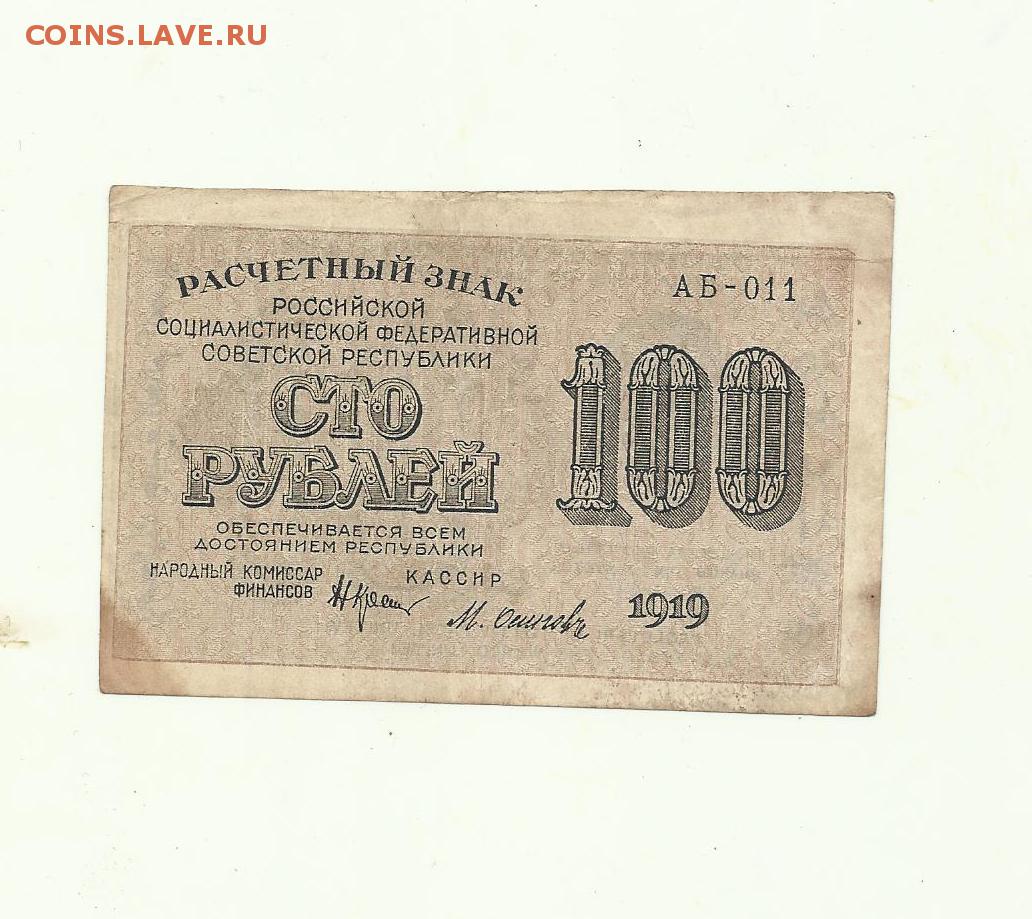 COINS.LAVE.RU
РАСЧЕТНЫЙ ЗНАК
РОССИЙСКОЙ
СОЦИАЛИСТИЧЕСКОЙ ФЕДЕРАТИВНОЙ
СОВЕТСКОЙ РЕСПУБЛИКИ
СТО
РУБЛЕЙ
ОБЕСПЕЧИВАЕТСЯ ВСЕМ
ДОСТОЯНИЕМ РЕСПУБЛИКИ
НАРОДНЫЙ КОМИССАР
ФИНАНСОВ
КАССИР
М. Осипов
АБ-011
100
1919